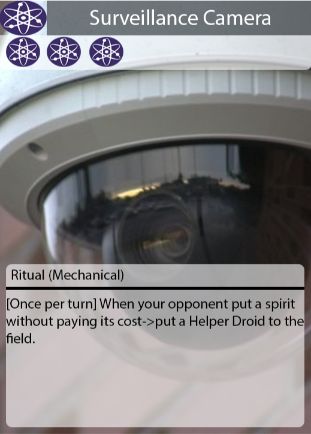 Surveillance Camera
Ritual (Mechanical)
[Once per turn] When your opponent put a spirit
without paying its cost->put a Helper Droid to the
field.